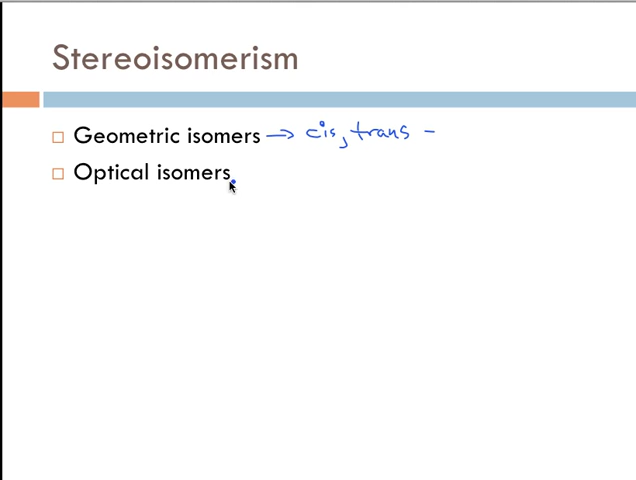 Stereoisomerism
Geometric isomers → cis, trans -
Optical isomers